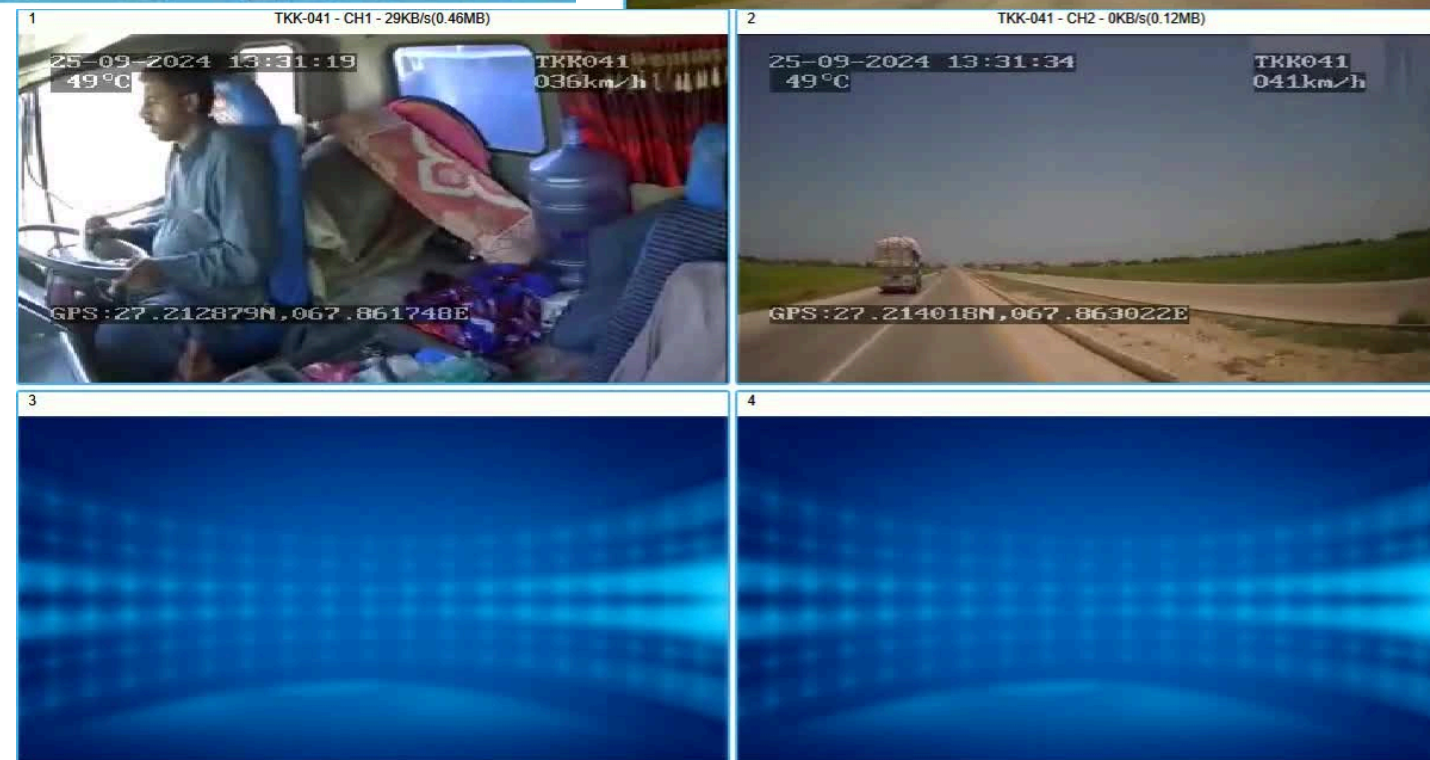 1
TKK-041 - CH1 - 29KB/s(0.46MB)
25-09-2024 13:31:19
TKK041
49°C
036km/h
GPS:27.212879N,067.861748E
2
TKK-041 - CH2 - 0KB/s(0.12MB)
25-09-2024 13:31:34
TKK041
49°C
041km/h
GPS:27.214018N,067.863022E
3
4